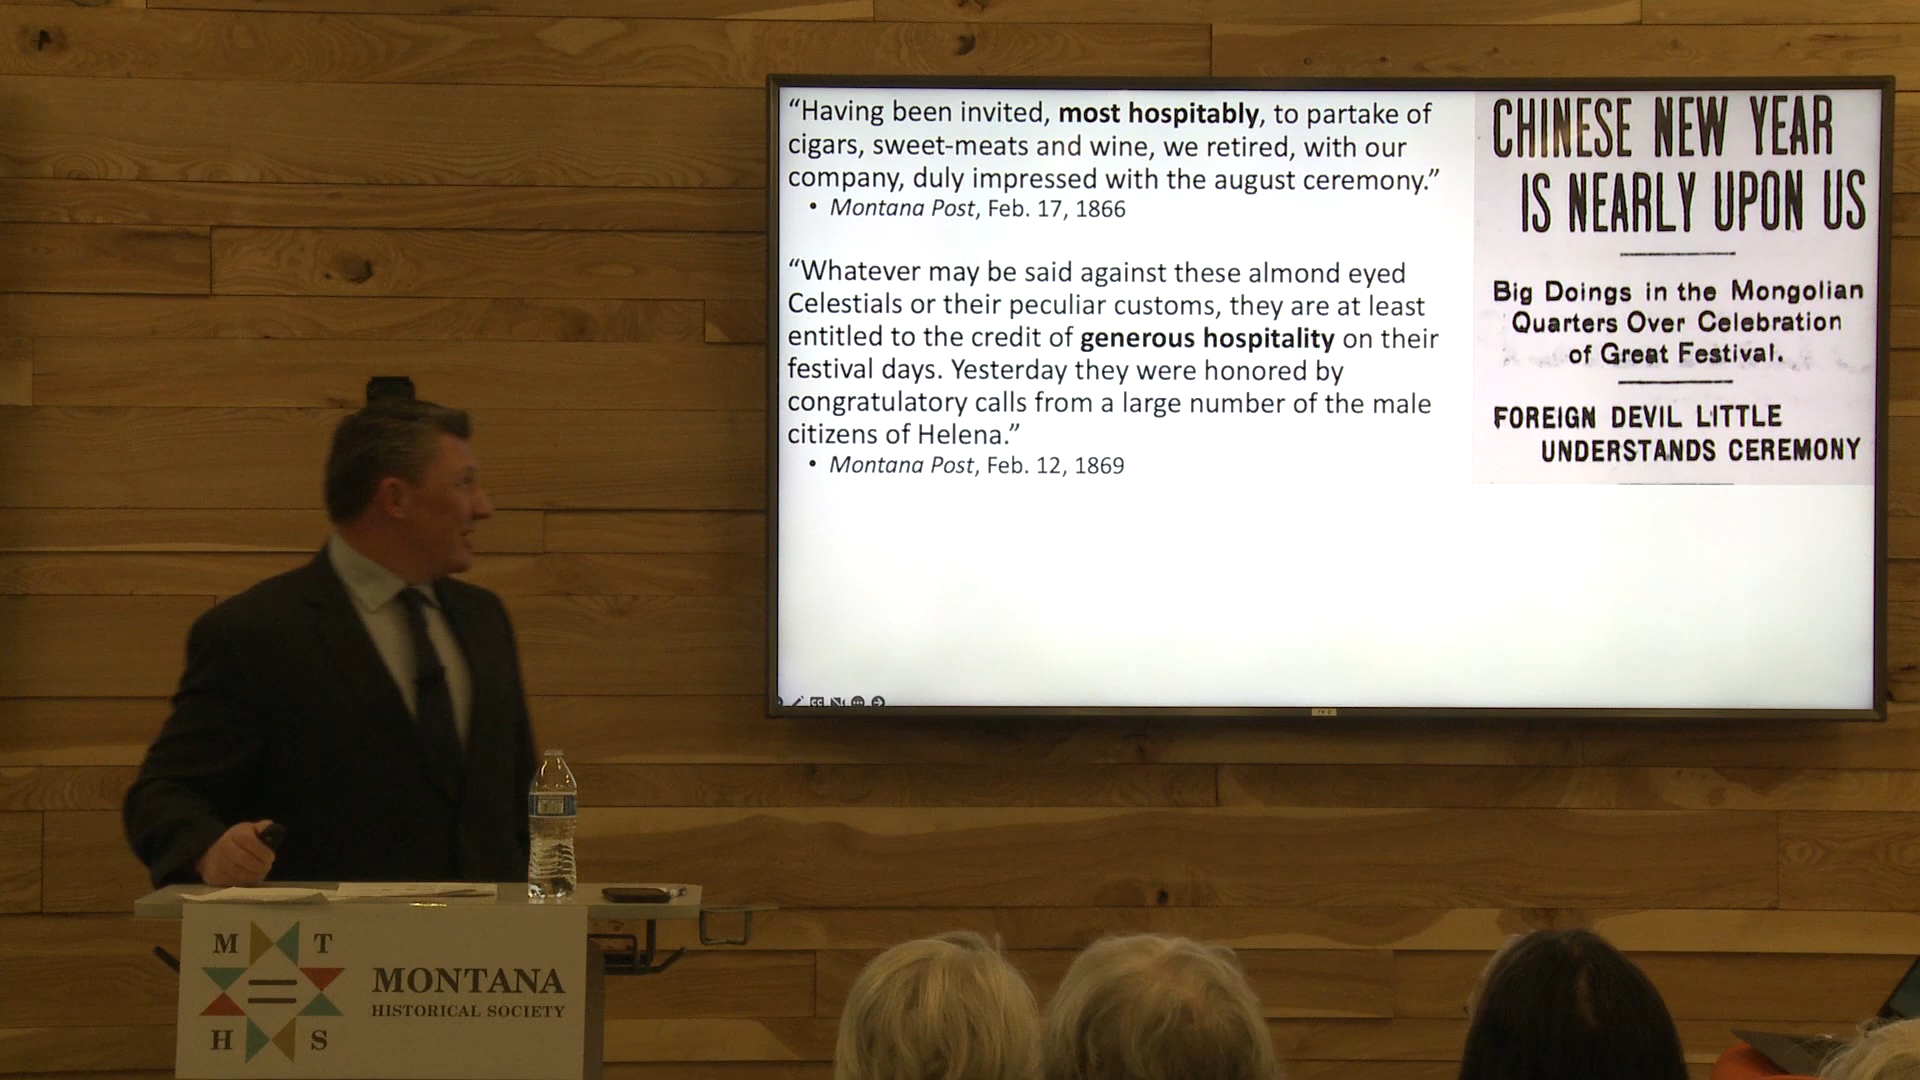 “Having been invited, most hospitably, to partake of
cigars, sweet-meats and wine, we retired, with our
company, duly impressed with the august ceremony.”
• Montana Post, Feb. 17, 1866
“Whatever may be said against these almond eyed
Celestials or their peculiar customs, they are at least
entitled to the credit of generous hospitality on their
festival days. Yesterday they were honored by
congratulatory calls from a large number of the male
citizens of Helena.”
• Montana Post, Feb. 12, 1869
CHINESE NEW YEAR
IS NEARLY UPON US
Big Doings in the Mongolian
Quarters Over Celebration
of Great Festival.
FOREIGN DEVIL LITTLE
UNDERSTANDS CEREMONY
M T
H S
MONTANA
HISTORICAL SOCIETY